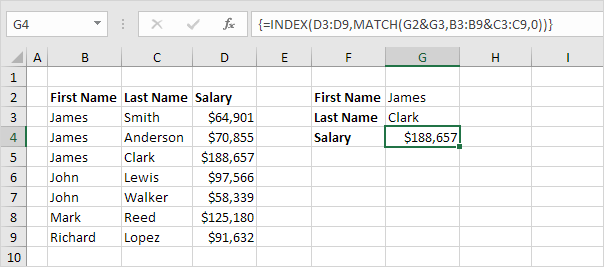 G4 fx {=INDEX(D3:D9,MATCH(G2&G3,B3:B9&C3:C9,0))}
A B C D E F G H I
1
2 First Name Last Name Salary First Name James
3 James Smith $64,901 Last Name Clark
4 James Anderson $70,855 Salary $188,657
5 James Clark $188,657
6 John Lewis $97,566
7 John Walker $58,339
8 Mark Reed $125,180
9 Richard Lopez $91,632
10